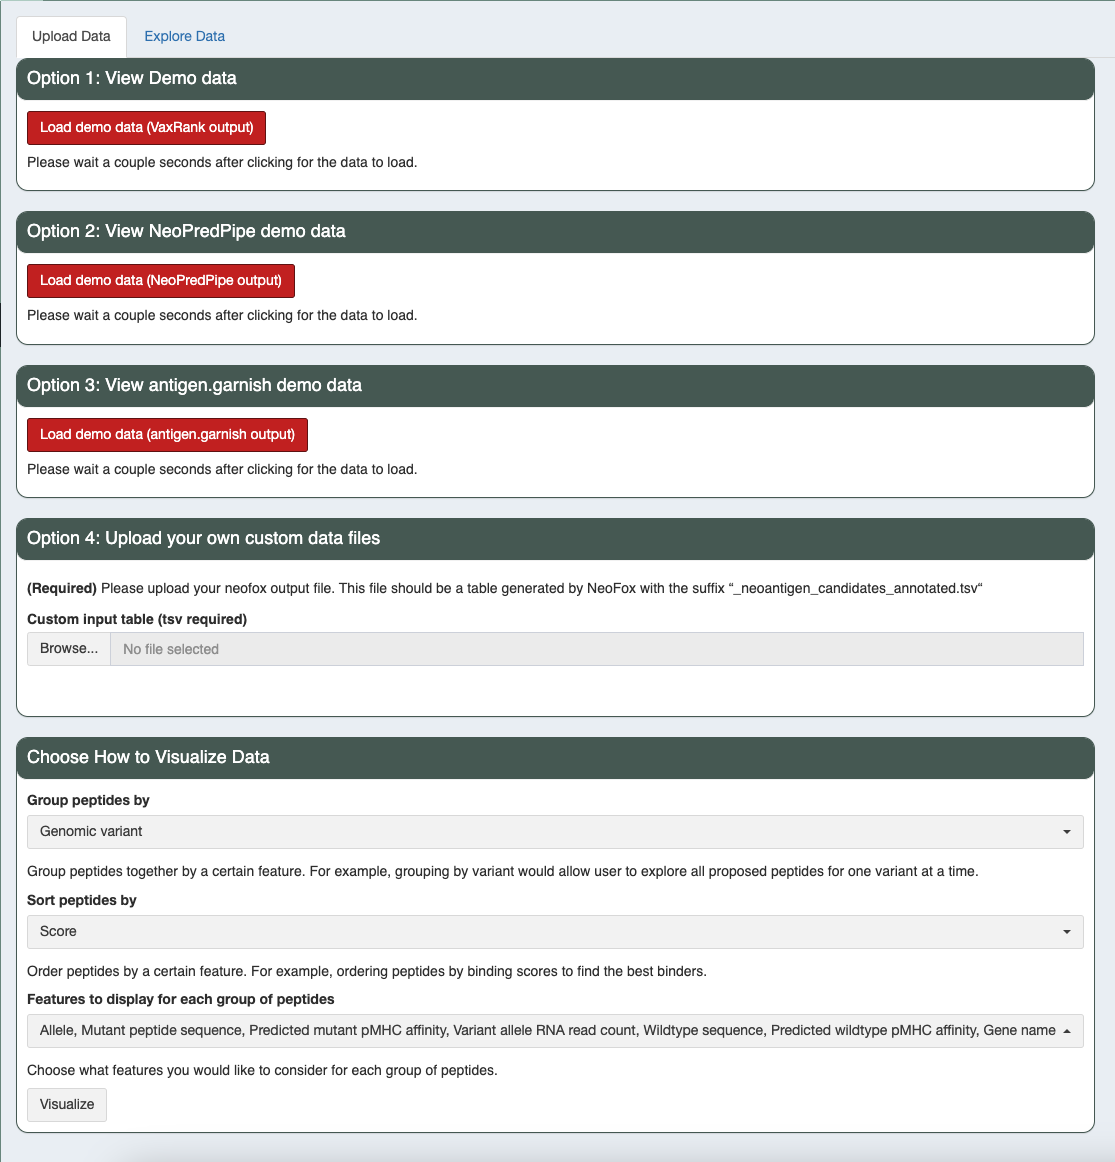 Upload Data
Explore Data
Option 1: View Demo data
Load demo data (VaxRank output)
Please wait a couple seconds after clicking for the data to load.
Option 2: View NeoPredPipe demo data
Load demo data (NeoPredPipe output)
Please wait a couple seconds after clicking for the data to load.
Option 3: View antigen.garnish demo data
Load demo data (antigen.garnish output)
Please wait a couple seconds after clicking for the data to load.
Option 4: Upload your own custom data files
(Required) Please upload your neofox output file. This file should be a table generated by NeoFox with the suffix “_neoantigen_candidates_annotated.tsv“
Custom input table (tsv required)
Browse... No file selected
Choose How to Visualize Data
Group peptides by
Genomic variant
Group peptides together by a certain feature. For example, grouping by variant would allow user to explore all proposed peptides for one variant at a time.
Sort peptides by
Score
Order peptides by a certain feature. For example, ordering peptides by binding scores to find the best binders.
Features to display for each group of peptides
Allele, Mutant peptide sequence, Predicted mutant pMHC affinity, Variant allele RNA read count, Wildtype sequence, Predicted wildtype pMHC affinity, Gene name
Choose what features you would like to consider for each group of peptides.
Visualize